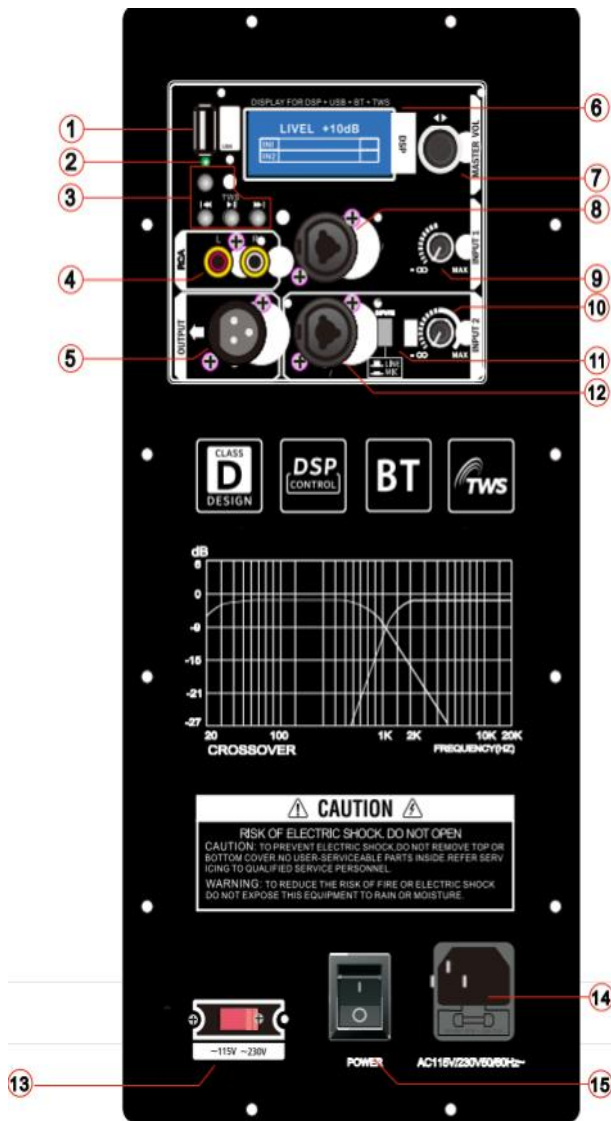 DISPLAY FOR DSP • USB • BT • TWS
LIVEL +10dB
IN1
IN2
DSP
MASTER VOL
USB
TWS
RCA
L
R
INPUT 1
-∞
MAX
OUTPUT
LINE
MIC
INPUT 2
-∞
MAX
1
2
3
4
5
6
7
8
9
10
11
12
CLASS
D
DESIGN
DSP
CONTROL
BT
TWS
dB
6
0
-9
-15
-21
-27
20
100
1K
2K
10K
20K
CROSSOVER
FREQUENCY(HZ)
CAUTION
RISK OF ELECTRIC SHOCK. DO NOT OPEN
CAUTION: TO PREVENT ELECTRIC SHOCK,DO NOT REMOVE TOP OR
BOTTOM COVER.NO USER-SERVICEABLE PARTS INSIDE.REFER SERV
ICING TO QUALIFIED SERVICE PERSONNEL.
WARNING: TO REDUCE THE RISK OF FIRE OR ELECTRIC SHOCK
DO NOT EXPOSE THIS EQUIPMENT TO RAIN OR MOISTURE.
I
O
~115V ~230V
POWER
AC115V/230V50/60Hz~
13
14
15